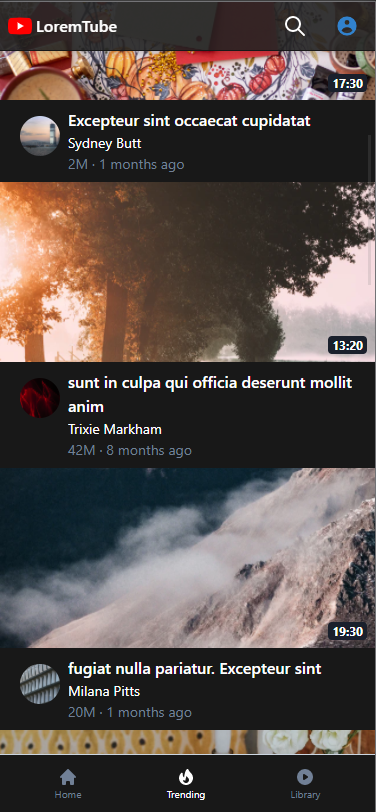 LoremTube
17:30
Excepteur sint occaecat cupidatat
Sydney Butt
2M · 1 months ago
13:20
sunt in culpa qui officia deserunt mollit
anim
Trixie Markham
42M · 8 months ago
19:30
fugiat nulla pariatur. Excepteur sint
Milana Pitts
20M · 1 months ago
Home
Trending
Library